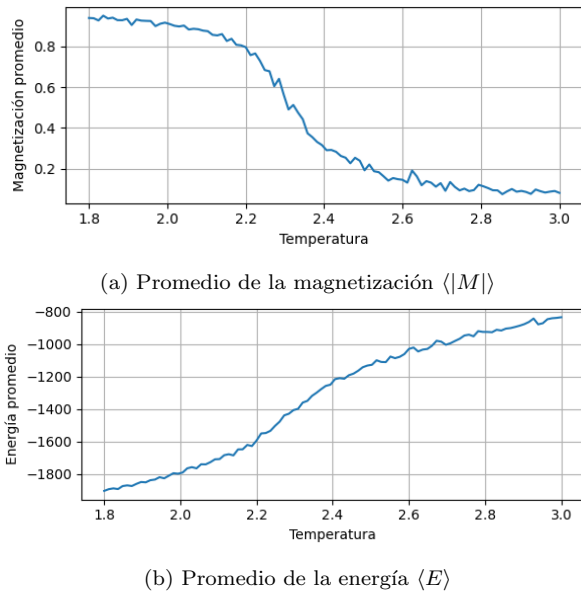 0.8
0.6
0.4
0.2
Magnetización promedio
1.8 2.0 2.2 2.4 2.6 2.8 3.0
Temperatura
(a) Promedio de la magnetización ⟨|M|⟩
−800
−1000
−1200
−1400
−1600
−1800
Energía promedio
1.8 2.0 2.2 2.4 2.6 2.8 3.0
Temperatura
(b) Promedio de la energía ⟨E⟩